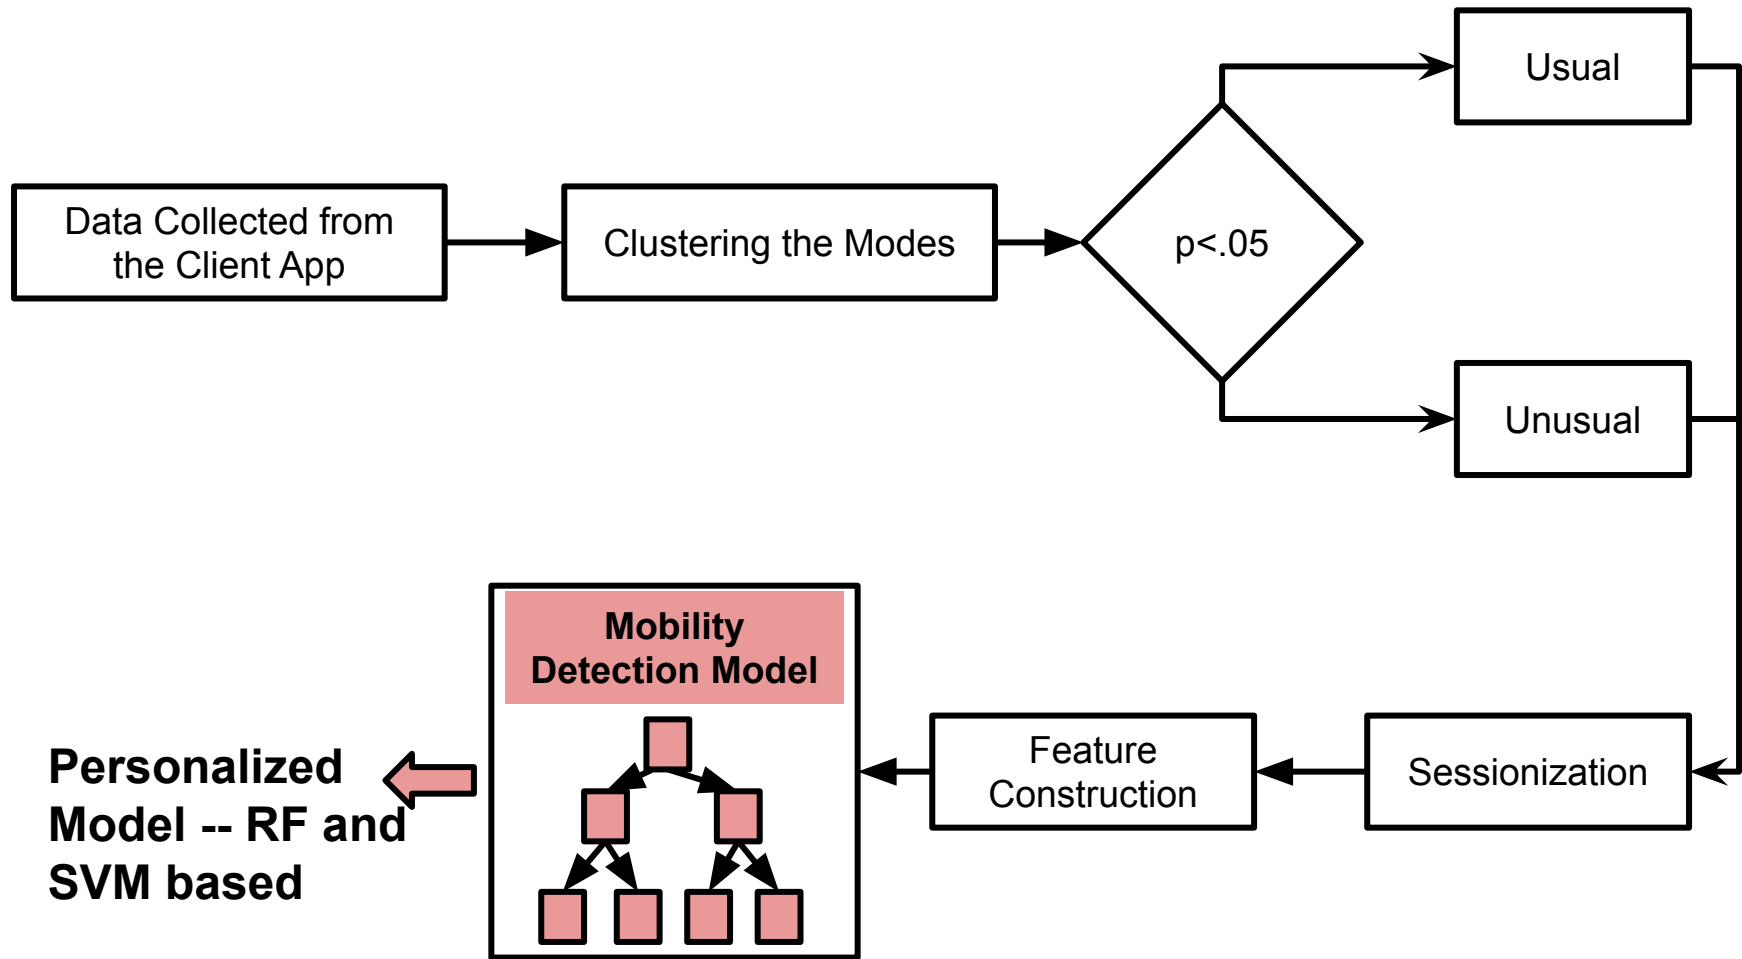 Data Collected from
the Client App
Clustering the Modes
p<.05
Usual
Unusual
Sessionization
Feature
Construction
Mobility
Detection Model
Personalized
Model -- RF and
SVM based